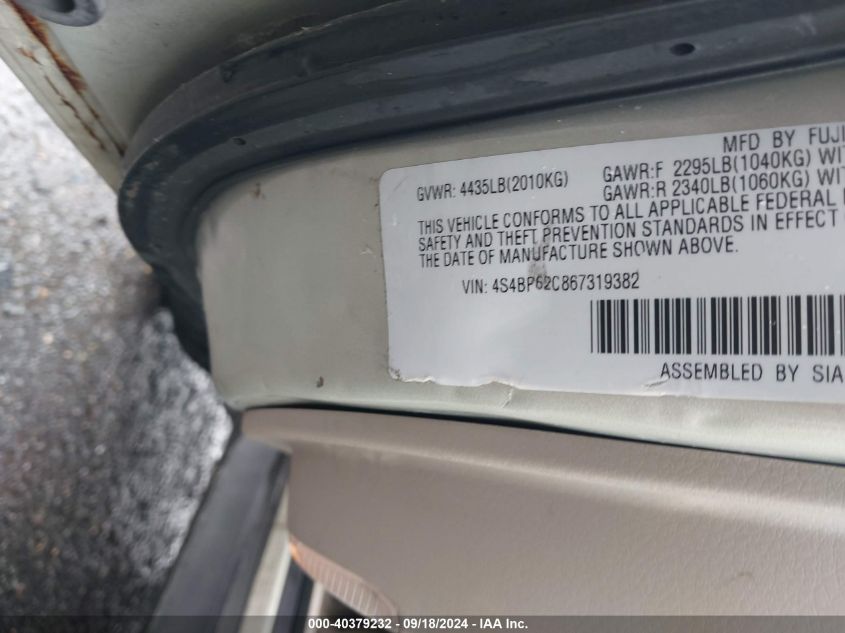 MFD BY FUJI
GVWR: 4435LB(2010KG) GAWR:F 2295LB(1040KG) WIT
GAWR:R 2340LB(1060KG) WIT
THIS VEHICLE CONFORMS TO ALL APPLICABLE FEDERAL
SAFETY AND THEFT PREVENTION STANDARDS IN EFFECT
THE DATE OF MANUFACTURE SHOWN ABOVE.
VIN: 4S4BP62C867319382
ASSEMBLED BY SIA
000-40379232 - 09/18/2024 - IAA Inc.